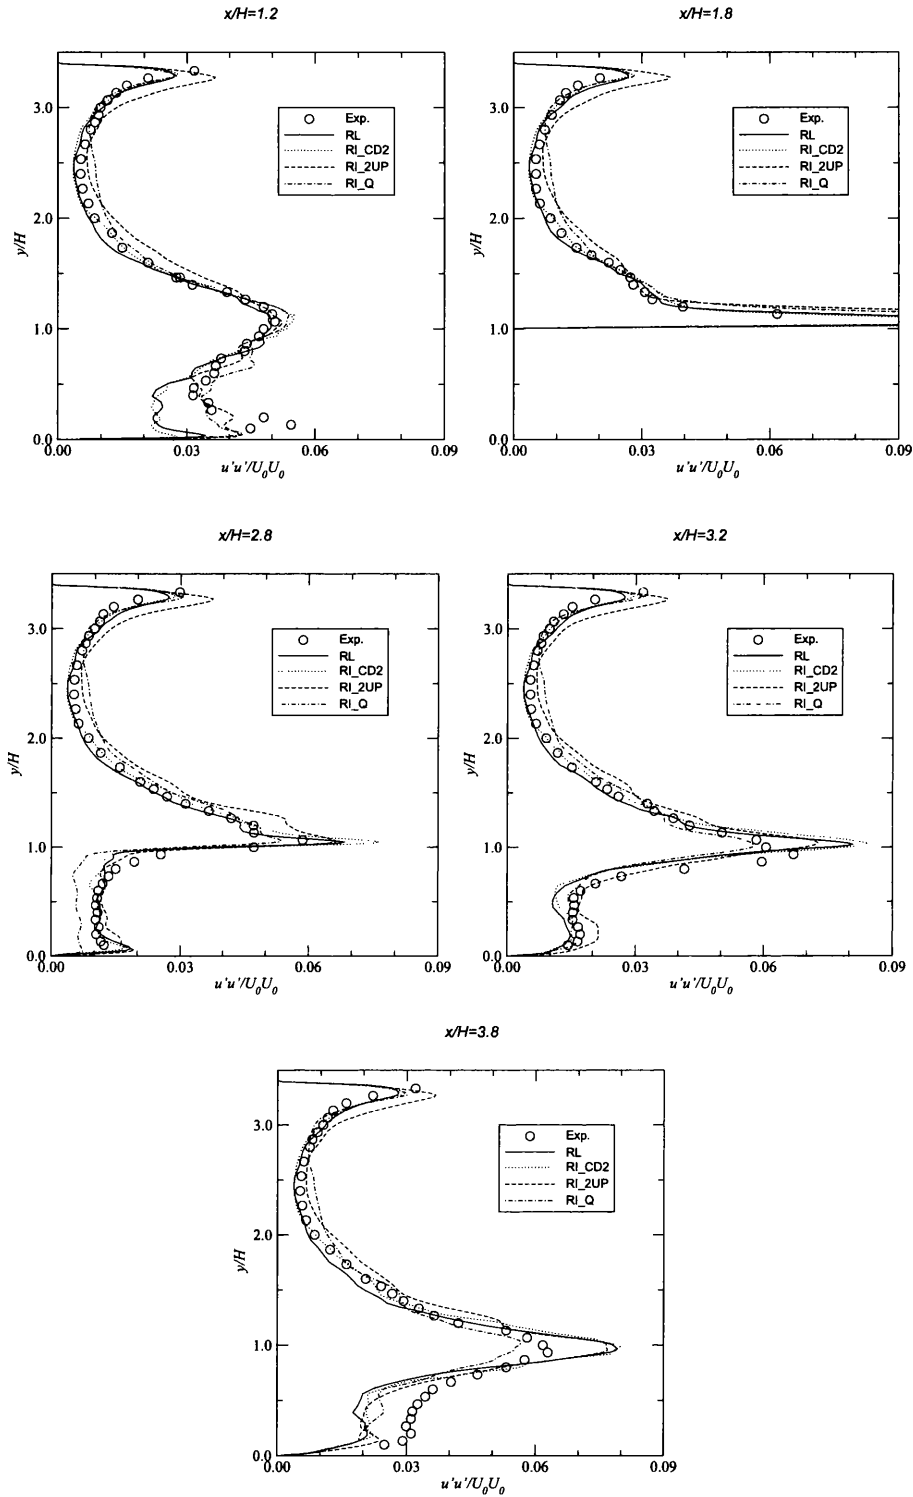 x/H=1.2
3.0
2.0
1.0
0.0
y/H
Exp.
RL
RI_CD2
RI_2UP
RI_Q
0.00 0.03 0.06 0.09
u'u'/U0U0
x/H=1.8
3.0
2.0
1.0
0.0
y/H
Exp.
RL
RI_CD2
RI_2UP
RI_Q
0.00 0.03 0.06 0.09
u'u'/U0U0
x/H=2.8
3.0
2.0
1.0
0.0
y/H
Exp.
RL
RI_CD2
RI_2UP
RI_Q
0.00 0.03 0.06 0.09
u'u'/U0U0
x/H=3.2
3.0
2.0
1.0
0.0
y/H
Exp.
RL
RI_CD2
RI_2UP
RI_Q
0.00 0.03 0.06 0.09
u'u'/U0U0
x/H=3.8
3.0
2.0
1.0
0.0
y/H
Exp.
RL
RI_CD2
RI_2UP
RI_Q
0.00 0.03 0.06 0.09
u'u'/U0U0